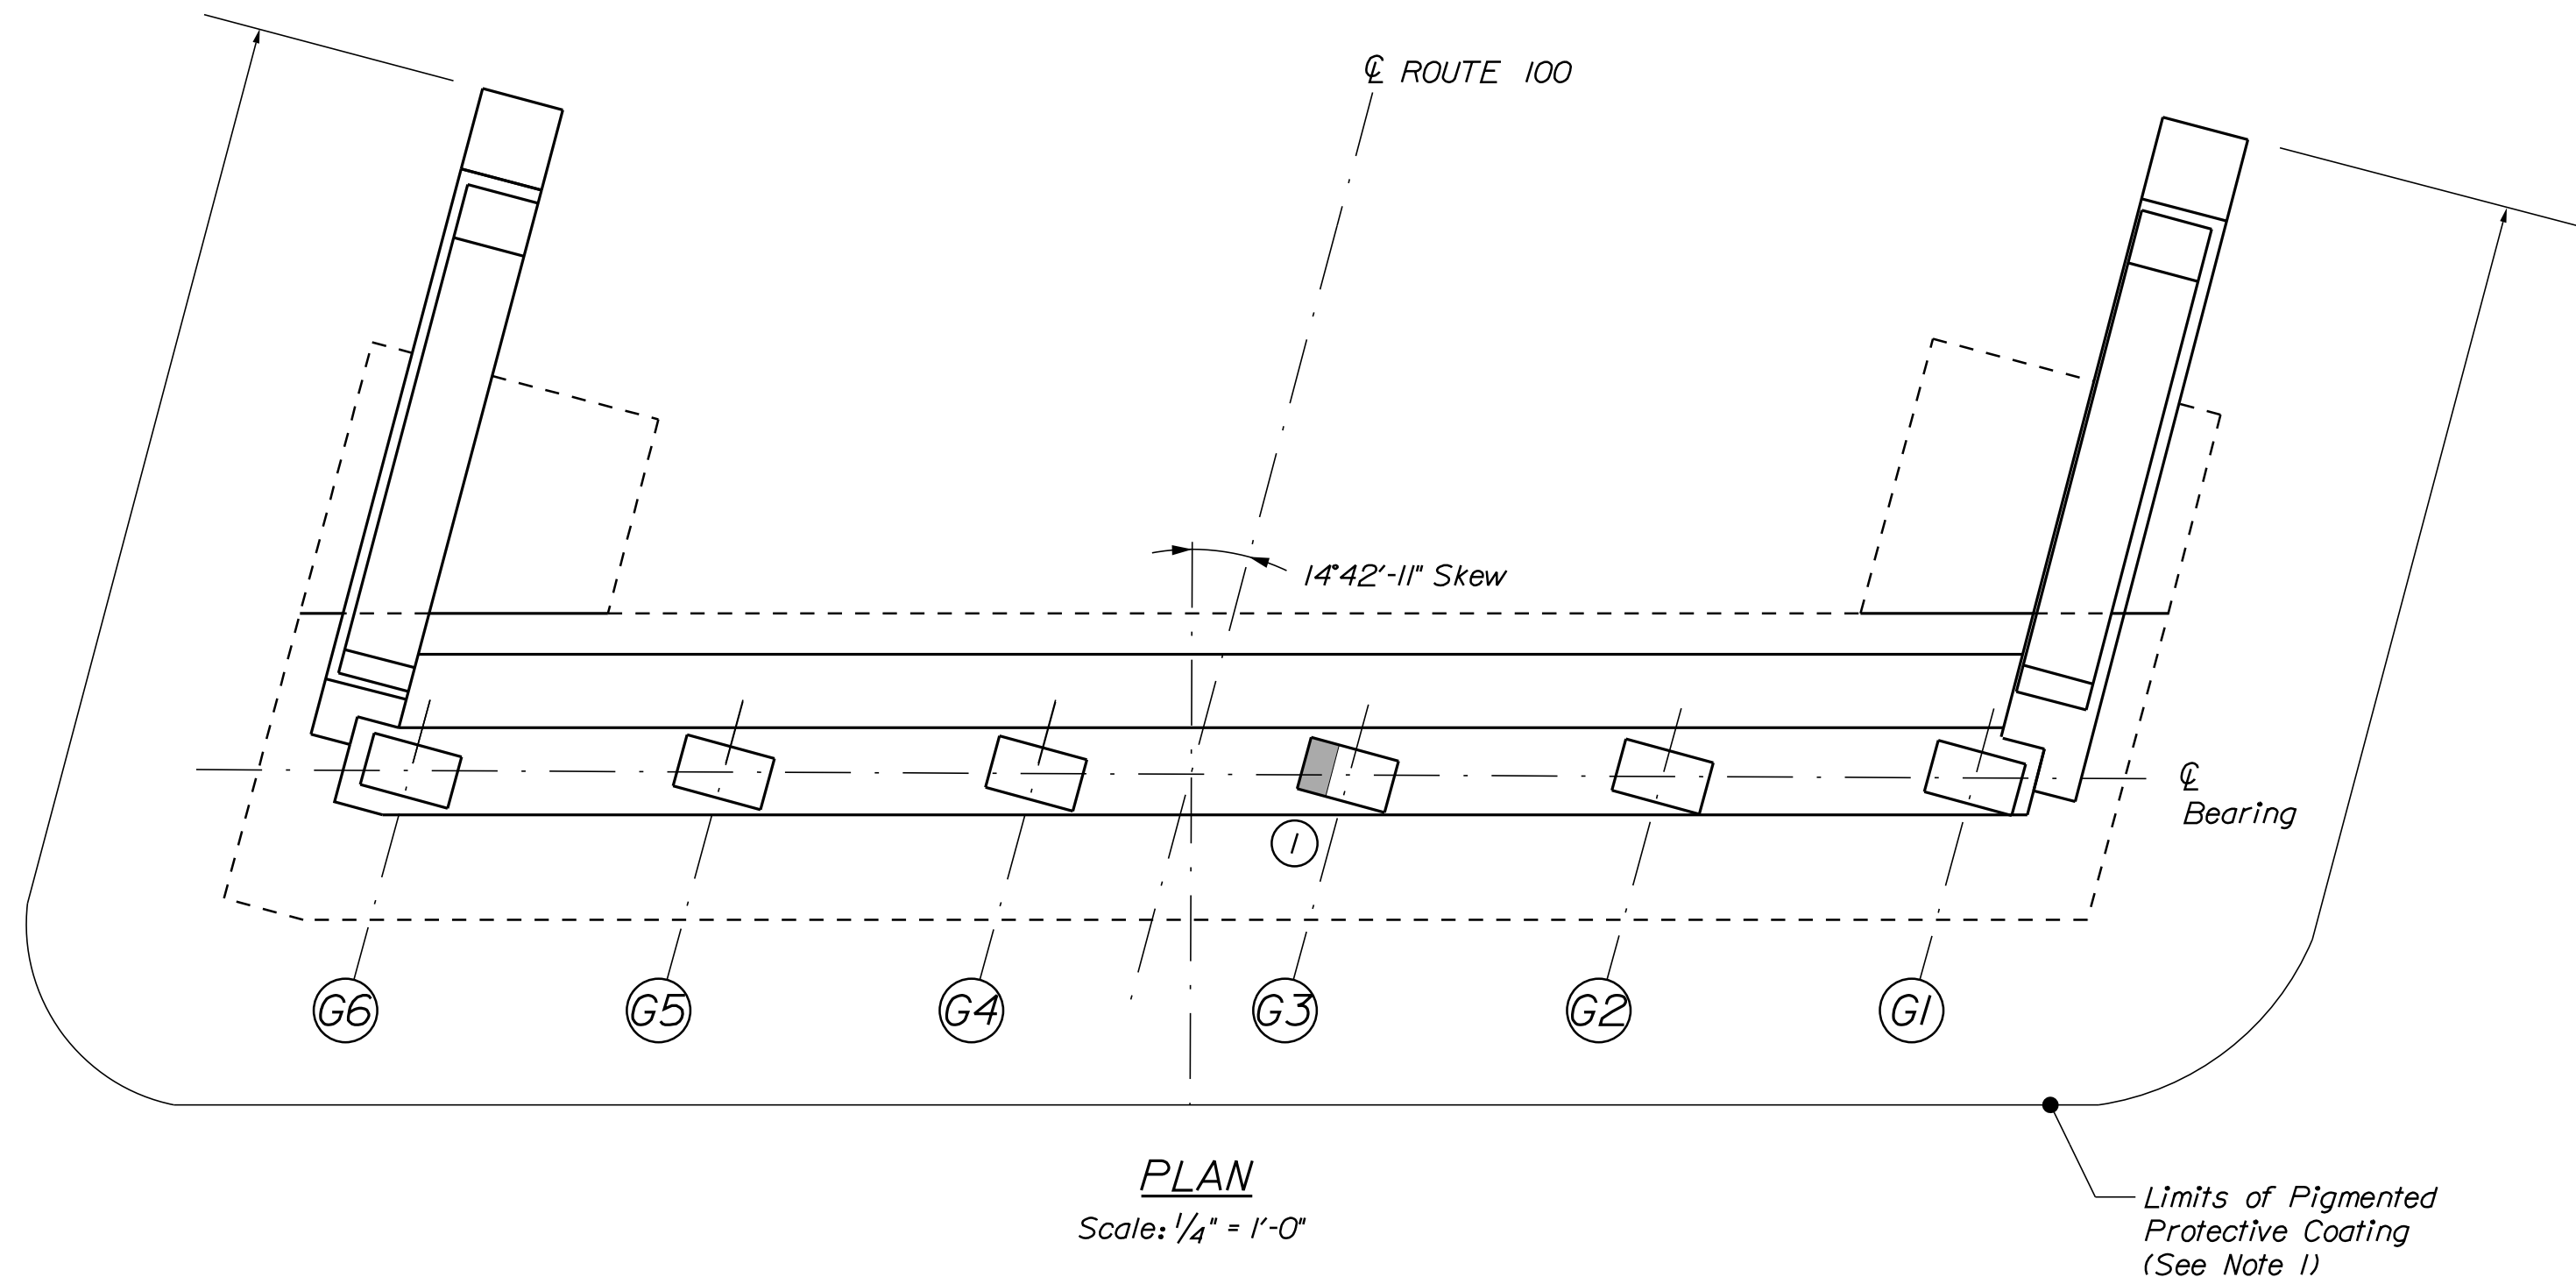 ℄ ROUTE 100
14°42'-11" Skew
℄
Bearing
1
G6 G5 G4 G3 G2 G1
PLAN
Scale: 1/4" = 1'-0"
Limits of Pigmented
Protective Coating
(See Note 1)